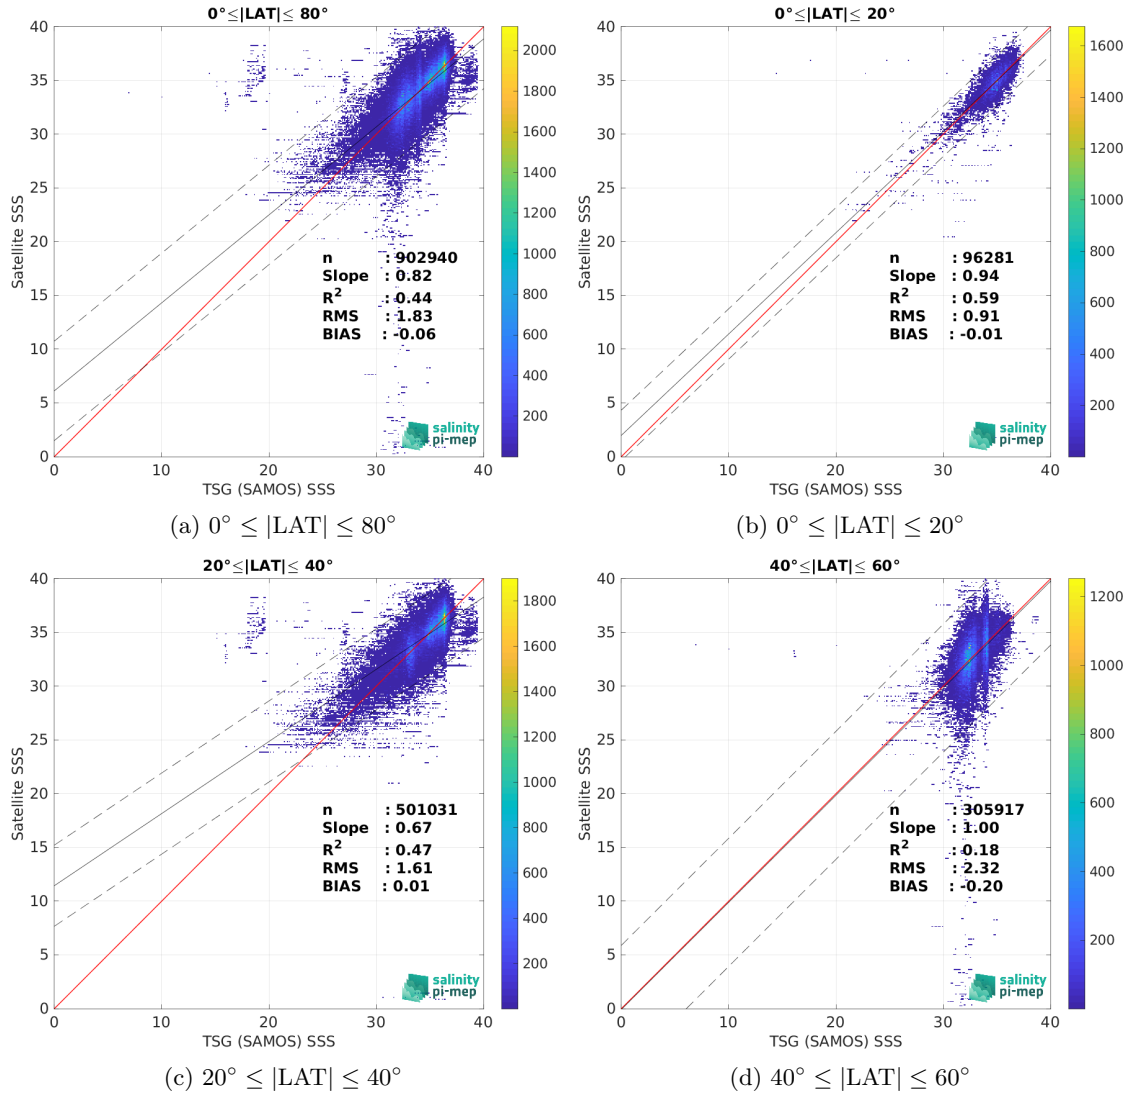 0°≤|LAT|≤ 80°
40
35
30
25
20
15
10
5
0
Satellite SSS
n : 902940
Slope : 0.82
R² : 0.44
RMS : 1.83
BIAS : -0.06
salinity
pi-mep
0 10 20 30 40
TSG (SAMOS) SSS
2000
1800
1600
1400
1200
1000
800
600
400
200
(a) 0° ≤ |LAT| ≤ 80°
0°≤|LAT|≤ 20°
40
35
30
25
20
15
10
5
0
Satellite SSS
n : 96281
Slope : 0.94
R² : 0.59
RMS : 0.91
BIAS : -0.01
salinity
pi-mep
0 10 20 30 40
TSG (SAMOS) SSS
1600
1400
1200
1000
800
600
400
200
(b) 0° ≤ |LAT| ≤ 20°
20°≤|LAT|≤ 40°
40
35
30
25
20
15
10
5
0
Satellite SSS
n : 501031
Slope : 0.67
R² : 0.47
RMS : 1.61
BIAS : 0.01
salinity
pi-mep
0 10 20 30 40
TSG (SAMOS) SSS
1800
1600
1400
1200
1000
800
600
400
200
(c) 20° ≤ |LAT| ≤ 40°
40°≤|LAT|≤ 60°
40
35
30
25
20
15
10
5
0
Satellite SSS
n : 305917
Slope : 1.00
R² : 0.18
RMS : 2.32
BIAS : -0.20
salinity
pi-mep
0 10 20 30 40
TSG (SAMOS) SSS
1200
1000
800
600
400
200
(d) 40° ≤ |LAT| ≤ 60°